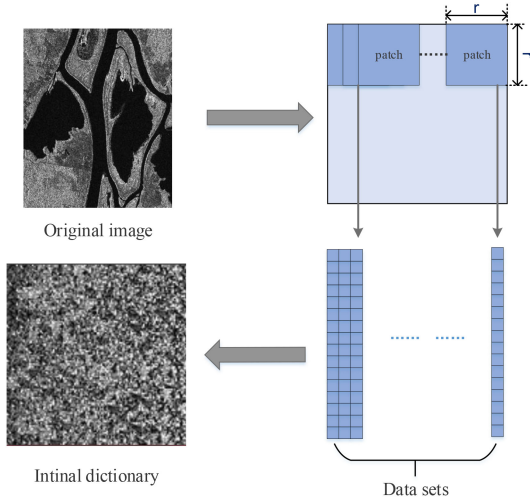 r
patch
patch
r
Original image
Intinal dictionary
Data sets